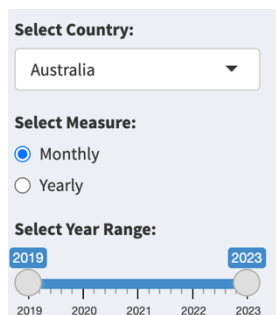 Select Country:
Australia
Select Measure:
Monthly
Yearly
Select Year Range:
2019 2023
2019 2020 2021 2022 2023